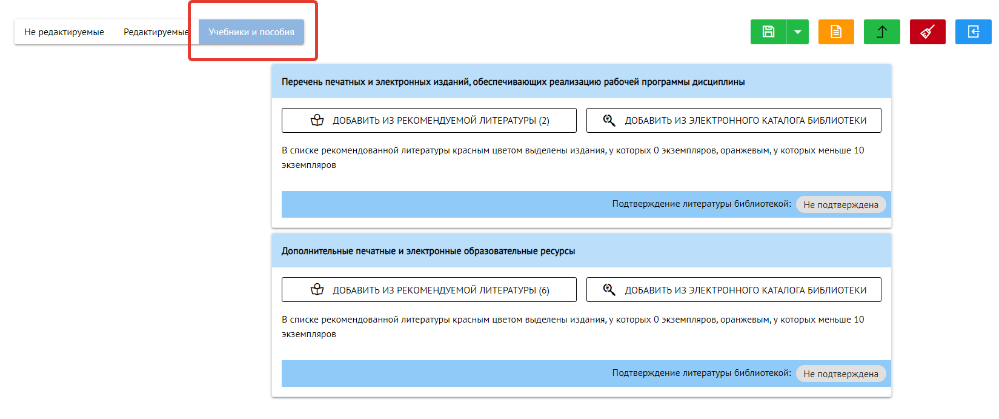 Не редактируемые
Редактируемые
Учебники и пособия
Перечень печатных и электронных изданий, обеспечивающих реализацию рабочей программы дисциплины
ДОБАВИТЬ ИЗ РЕКОМЕНДУЕМОЙ ЛИТЕРАТУРЫ (2)
ДОБАВИТЬ ИЗ ЭЛЕКТРОННОГО КАТАЛОГА БИБЛИОТЕКИ
В списке рекомендованной литературы красным цветом выделены издания, у которых 0 экземпляров, оранжевым, у которых меньше 10
экземпляров
Подтверждение литературы библиотекой:
Не подтверждена
Дополнительные печатные и электронные образовательные ресурсы
ДОБАВИТЬ ИЗ РЕКОМЕНДУЕМОЙ ЛИТЕРАТУРЫ (6)
ДОБАВИТЬ ИЗ ЭЛЕКТРОННОГО КАТАЛОГА БИБЛИОТЕКИ
В списке рекомендованной литературы красным цветом выделены издания, у которых 0 экземпляров, оранжевым, у которых меньше 10
экземпляров
Подтверждение литературы библиотекой:
Не подтверждена